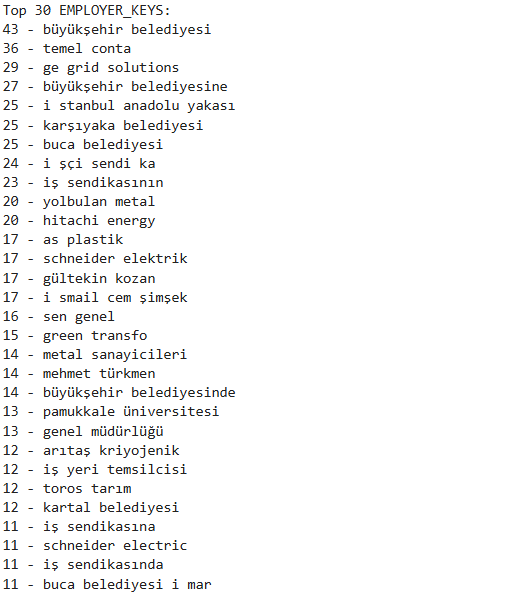 Top 30 EMPLOYER_KEYS:
43 - büyükşehir belediyesi
36 - temel conta
29 - ge grid solutions
27 - büyükşehir belediyesine
25 - i stanbul anadolu yakası
25 - karşıyaka belediyesi
25 - buca belediyesi
24 - i şçi sendi ka
23 - iş sendikasının
20 - yolbulan metal
20 - hitachi energy
17 - as plastik
17 - schneider elektrik
17 - gültekin kozan
17 - i smail cem şimşek
16 - sen genel
15 - green transfo
14 - metal sanayicileri
14 - mehmet türkmen
14 - büyükşehir belediyesinde
13 - pamukkale üniversitesi
13 - genel müdürlüğü
12 - arıtaş kriyojenik
12 - iş yeri temsilcisi
12 - toros tarım
12 - kartal belediyesi
11 - iş sendikasına
11 - schneider electric
11 - iş sendikasında
11 - buca belediyesi i mar